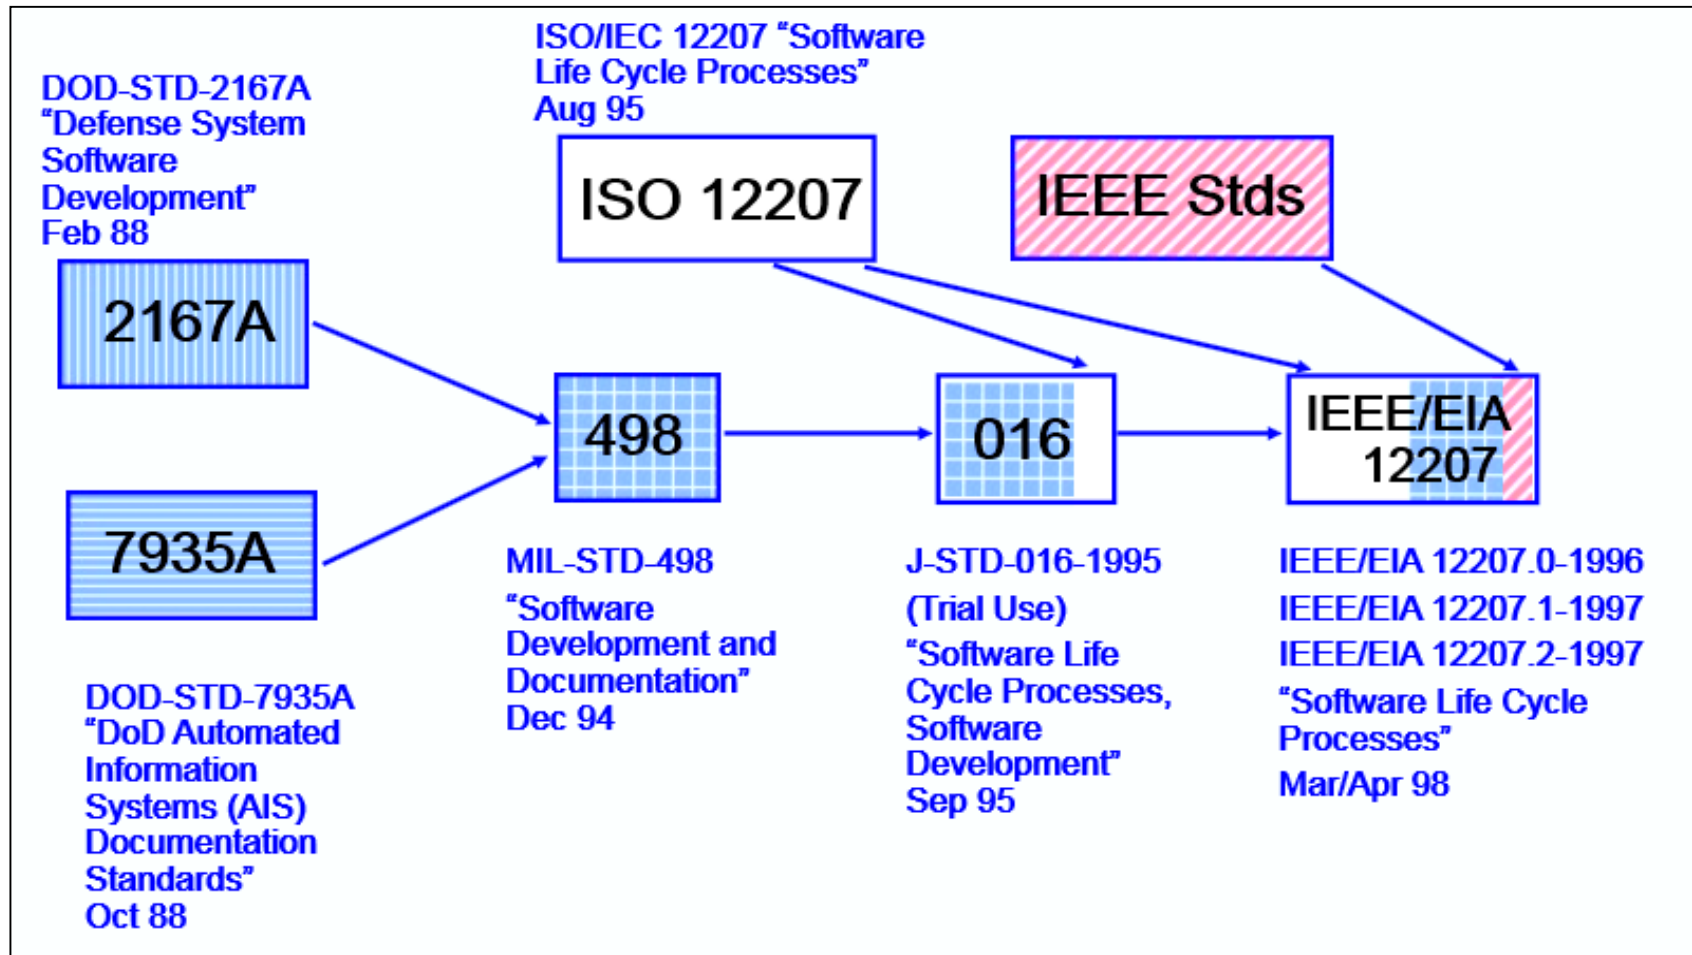 ISO/IEC 12207 “Software
Life Cycle Processes”
Aug 95
DOD-STD-2167A
“Defense System
Software
Development”
Feb 88
ISO 12207
IEEE Stds
2167A
498
016
IEEE/EIA
12207
7935A
DOD-STD-7935A
“DoD Automated
Information
Systems (AIS)
Documentation
Standards”
Oct 88
MIL-STD-498
“Software
Development and
Documentation”
Dec 94
J-STD-016-1995
(Trial Use)
“Software Life
Cycle Processes,
Software
Development”
Sep 95
IEEE/EIA 12207.0-1996
IEEE/EIA 12207.1-1997
IEEE/EIA 12207.2-1997
“Software Life Cycle
Processes”
Mar/Apr 98